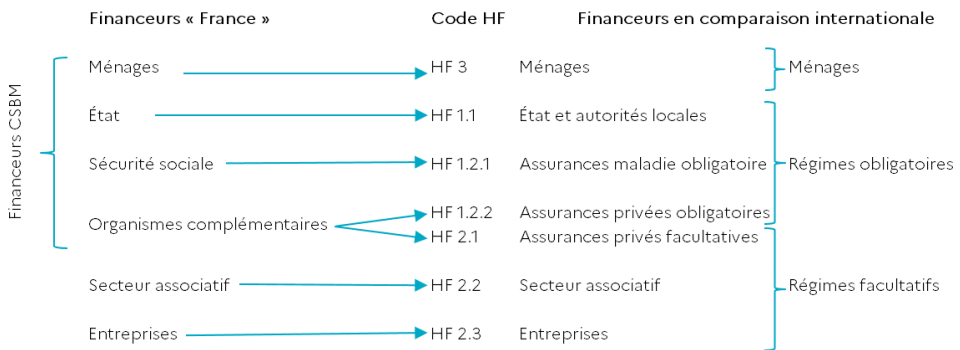 Financeurs « France » Code HF Financeurs en comparaison internationale
Financeurs CSBM
Ménages HF 3 Ménages Ménages
État HF 1.1 État et autorités locales
Sécurité sociale HF 1.2.1 Assurances maladie obligatoire Régimes obligatoires
HF 1.2.2 Assurances privées obligatoires
Organismes complémentaires
HF 2.1 Assurances privés facultatives
Secteur associatif HF 2.2 Secteur associatif Régimes facultatifs
Entreprises HF 2.3 Entreprises